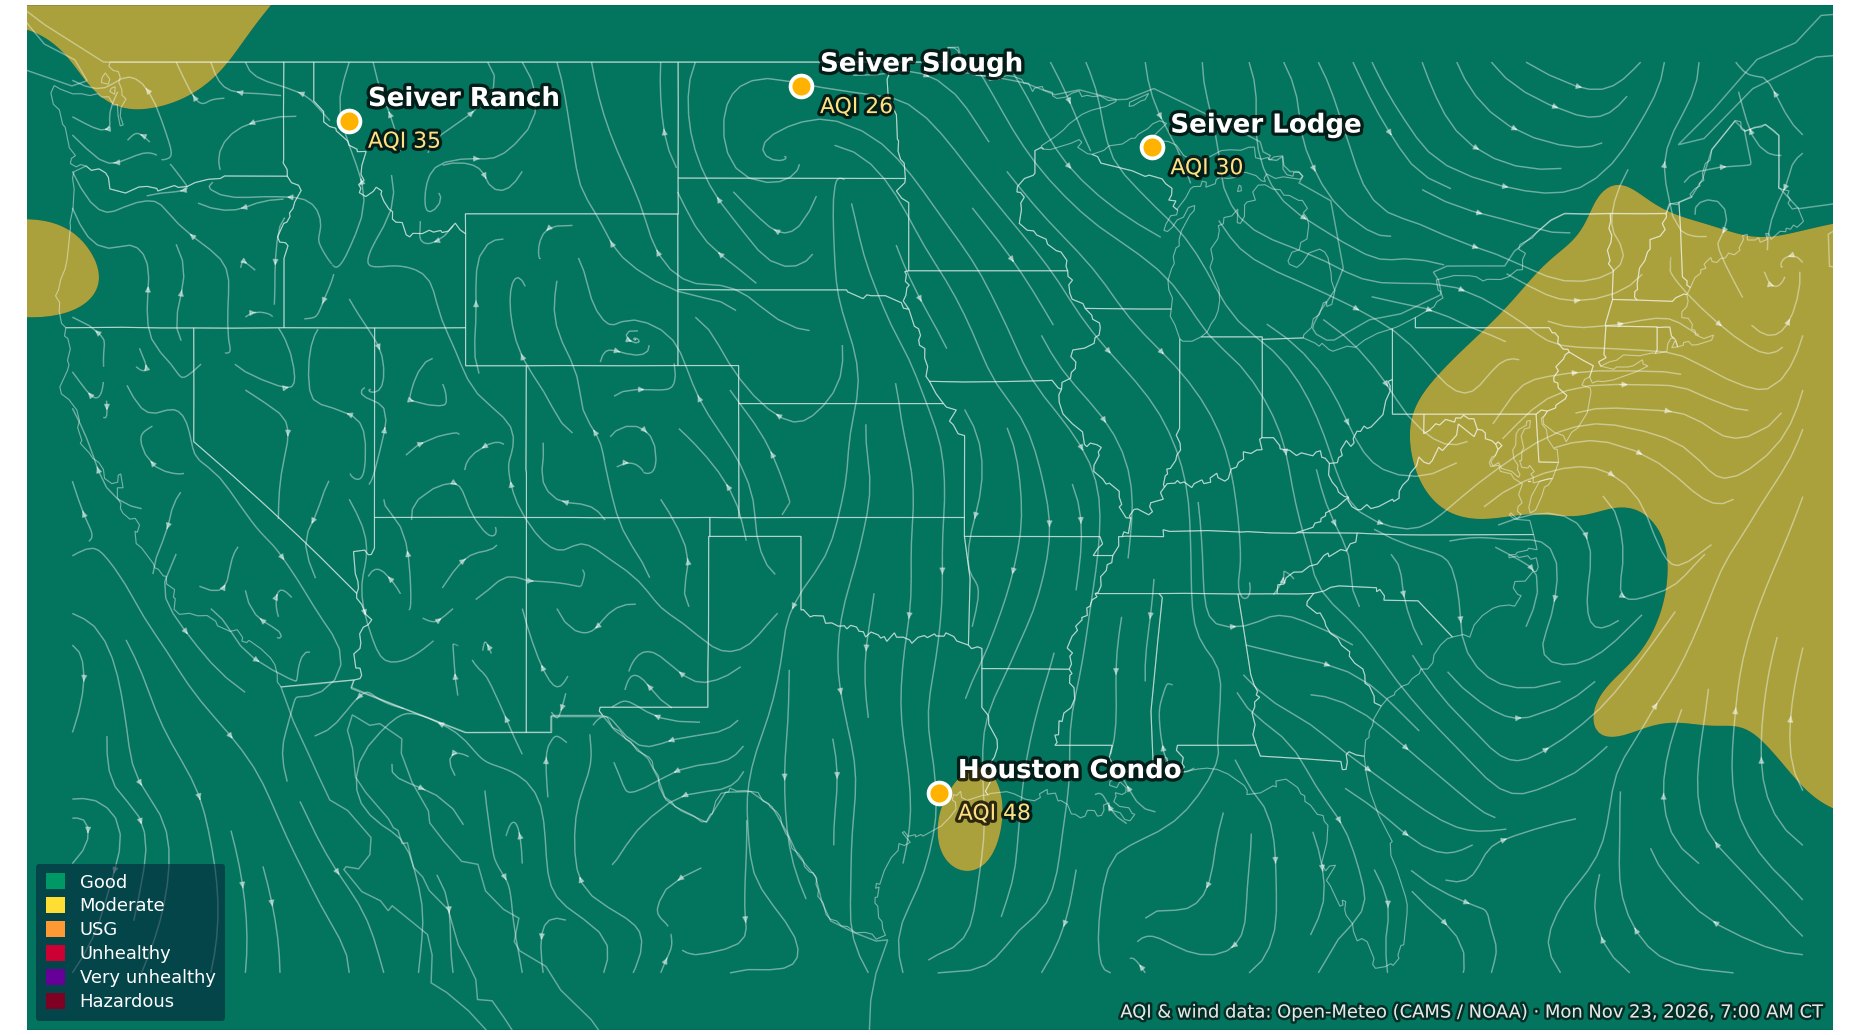 Seiver Slough
AQI 26
Seiver Ranch
AQI 35
Seiver Lodge
AQI 30
Houston Condo
AQI 48
Good
Moderate
USG
Unhealthy
Very unhealthy
Hazardous
AQI & wind data: Open-Meteo (CAMS / NOAA) · Mon Nov 23, 2026, 7:00 AM CT